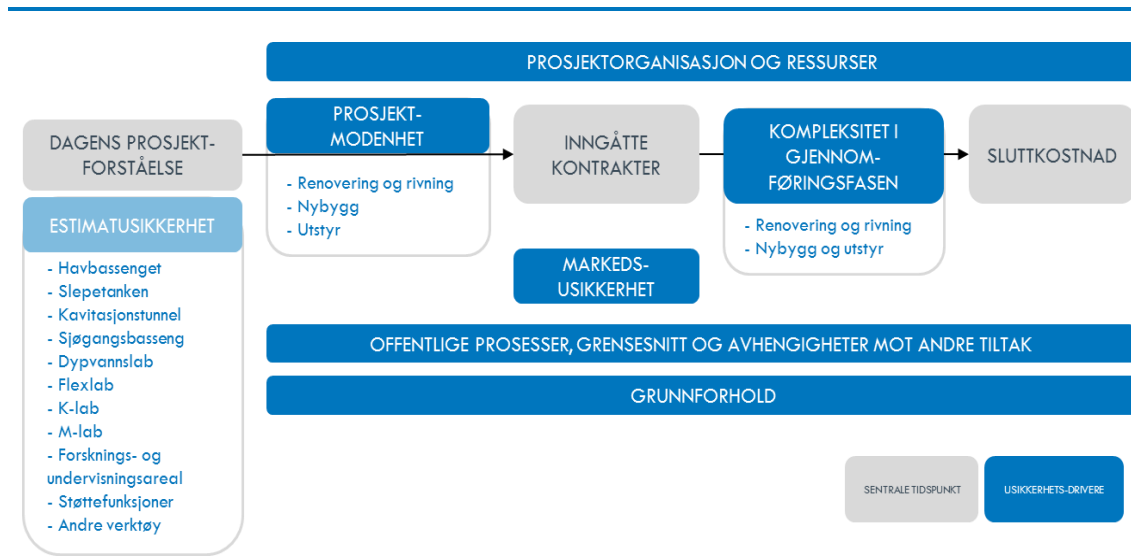 PROSJEKTORGANISASJON OG RESSURSER
DAGENS PROSJEKT-
FORSTÅELSE
ESTIMATUSIKKERHET
- Havbassenget
- Slepetanken
- Kavitasjonstunnel
- Sjøgangsbasseng
- Dypvannslab
- Flexlab
- K-lab
- M-lab
- Forsknings- og
undervisningsareal
- Støttefunksjoner
- Andre verktøy
PROSJEKT-
MODENHET
- Renovering og rivning
- Nybygg
- Utstyr
INNGÅTTE
KONTRAKTER
MARKEDS-
USIKKERHET
KOMPLEKSITET I
GJENNOM-
FØRINGSFASEN
- Renovering og rivning
- Nybygg og utstyr
SLUTTKOSTNAD
OFFENTLIGE PROSESSER, GRENSESNITT OG AVHENGIGHETER MOT ANDRE TILTAK
GRUNNFORHOLD
SENTRALE TIDSPUNKT
USIKKERHETS-DRIVERE